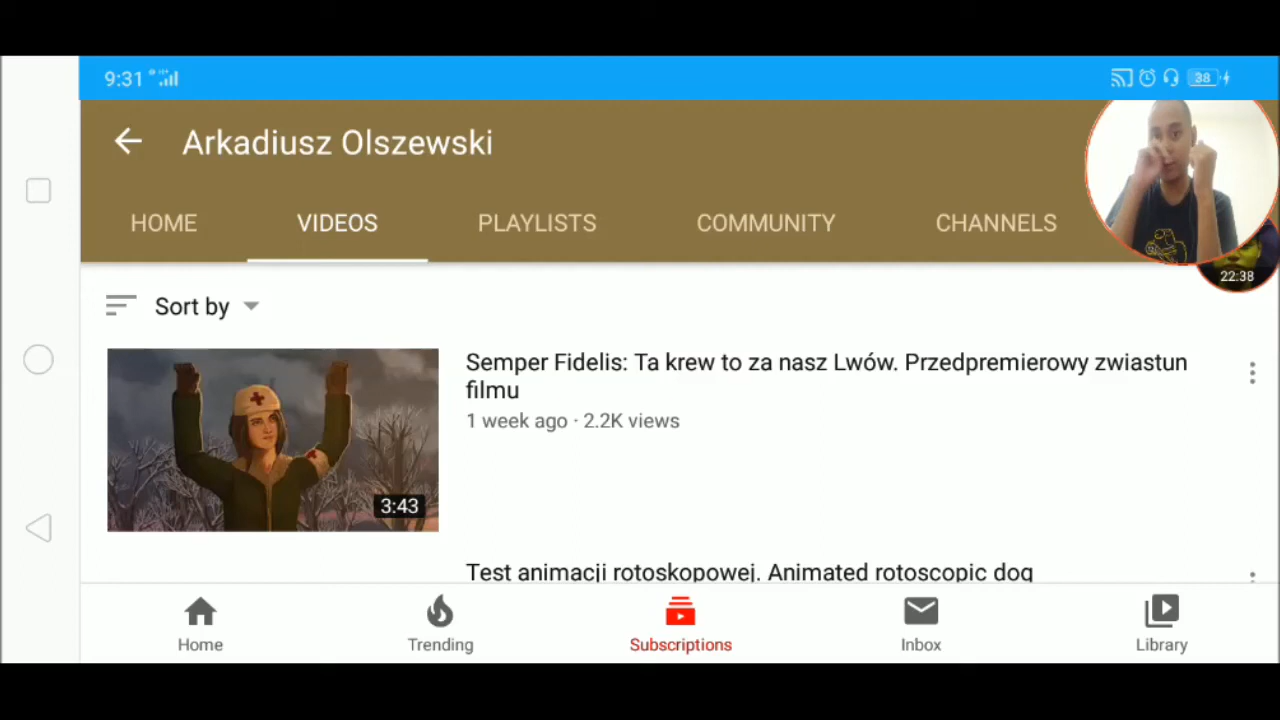 9:31
38
Arkadiusz Olszewski
HOME
VIDEOS
PLAYLISTS
COMMUNITY
CHANNELS
22:38
Sort by
Semper Fidelis: Ta krew to za nasz Lwów. Przedpremierowy zwiastun
filmu
1 week ago · 2.2K views
3:43
Test animacji rotoskopowej. Animated rotoscopic dog
Home
Trending
Subscriptions
Inbox
Library